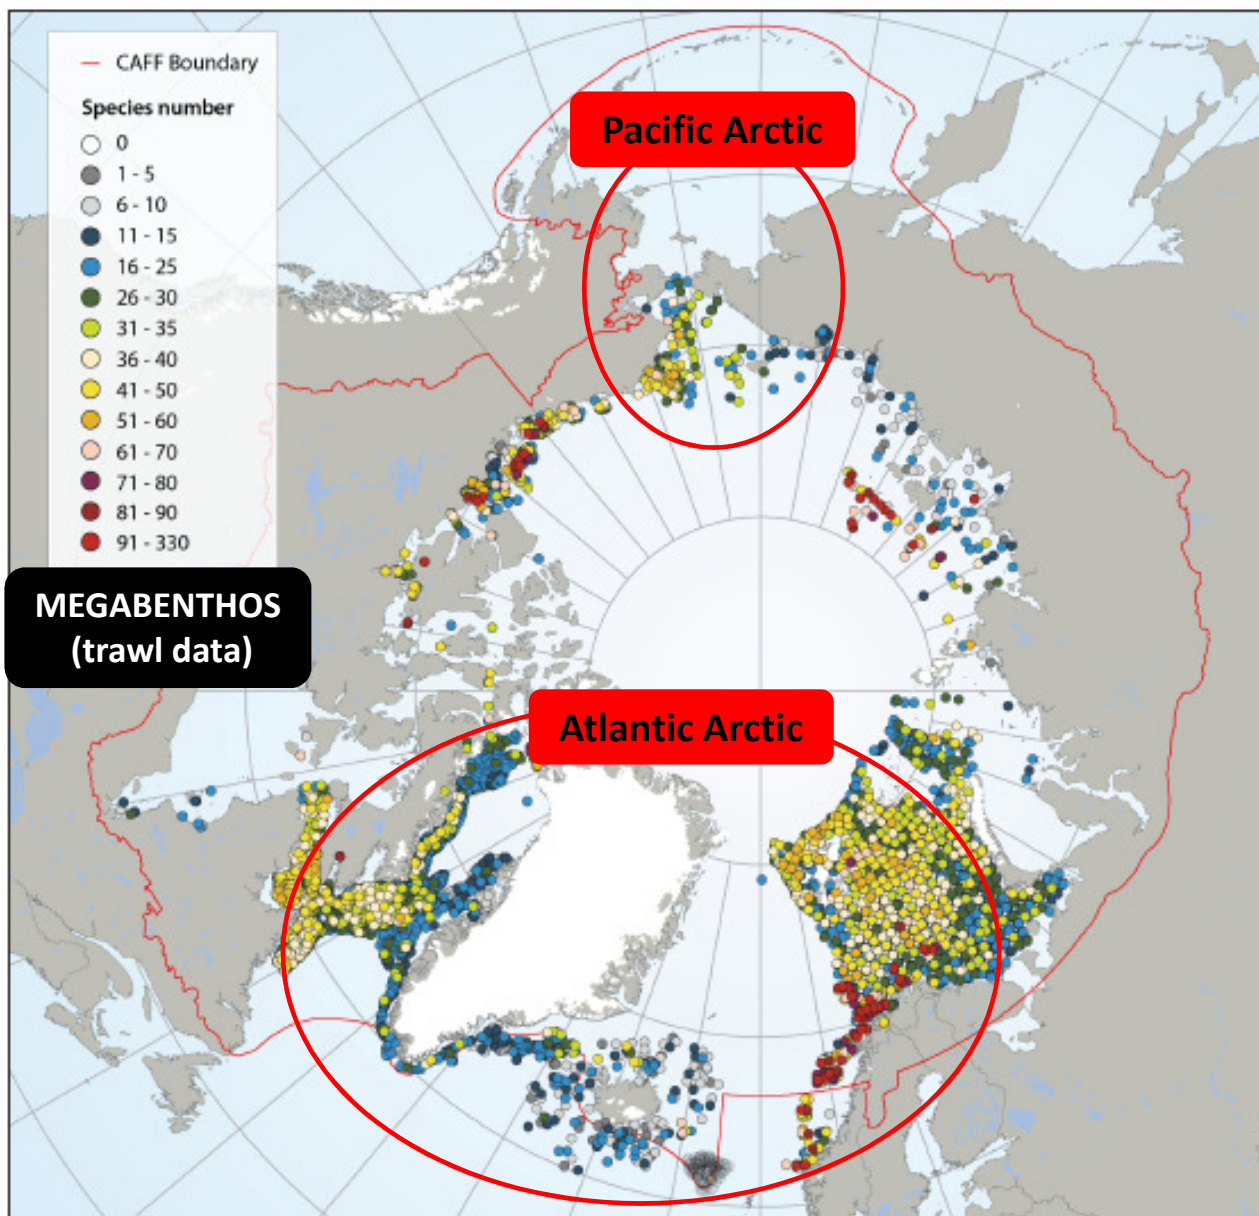 Pacific Arctic
CAFF Boundary
Species number
0
1 - 5
6 - 10
11 - 15
16 - 25
26 - 30
31 - 35
36 - 40
41 - 50
51 - 60
61 - 70
71 - 80
81 - 90
91 - 330
MEGABENTHOS
(trawl data)
Atlantic Arctic